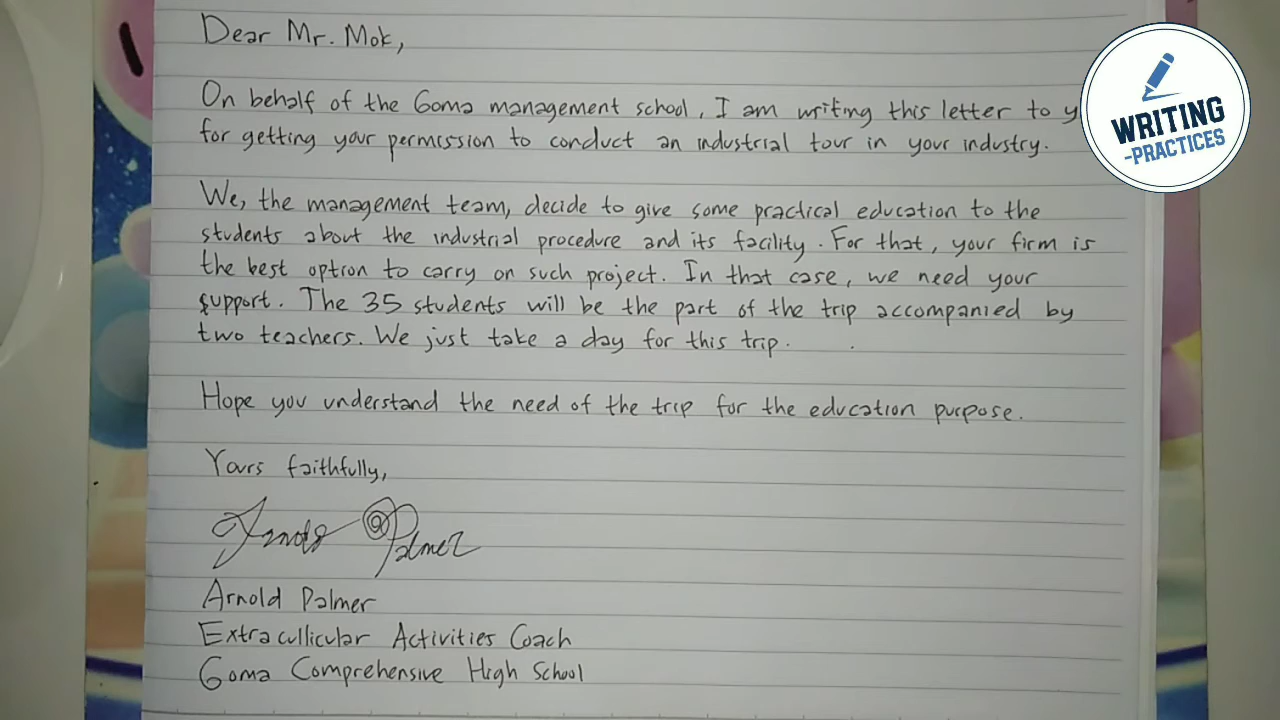 Dear Mr. Mok,
On behalf of the Goma management school, I am writing this letter to y
for getting your permission to conduct an industrial tour in your industry.
We, the management team, decide to give some practical education to the
students about the industrial procedure and its facility. For that, your firm is
the best option to carry on such project. In that case, we need your
support. The 35 students will be the part of the trip accompanied by
two teachers. We just take a day for this trip.
Hope you understand the need of the trip for the education purpose.
Yours faithfully,
Arnold Palmer
Arnold Palmer
Extracullicular Activities Coach
Goma Comprehensive High School
WRITING
-PRACTICES